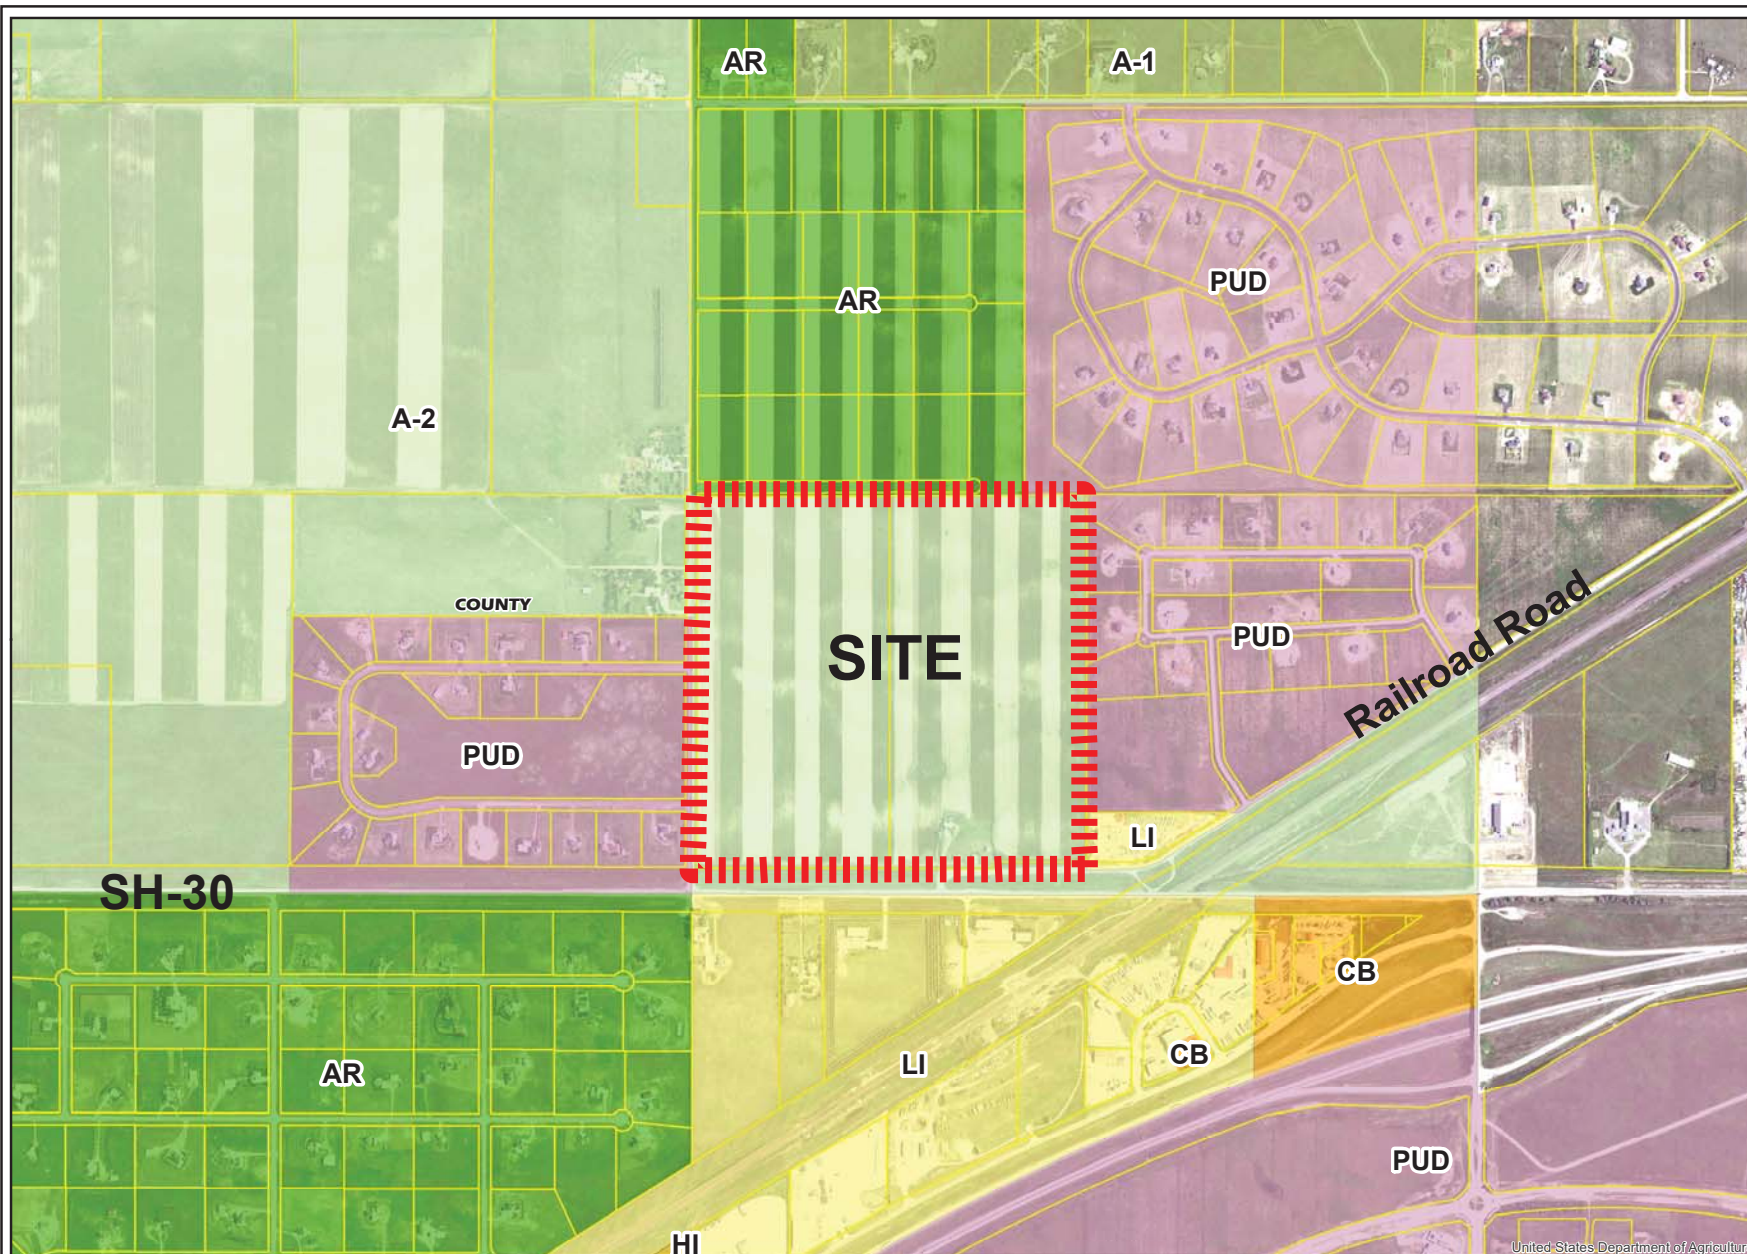 AR
A-1
PUD
AR
A-2
COUNTY
SITE
PUD
Railroad Road
PUD
LI
SH-30
CB
CB
LI
AR
PUD
HI
United States Department of Agricultur